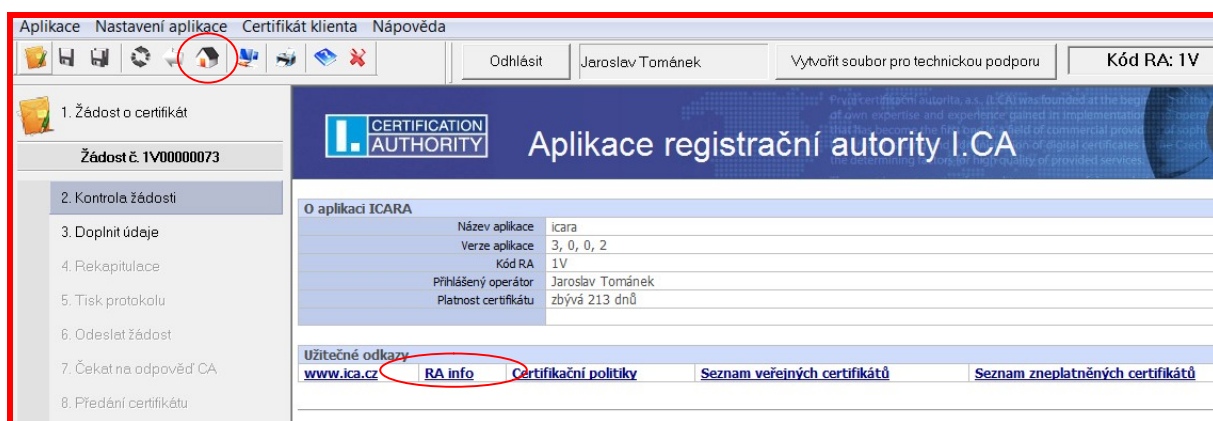 Aplikace Nastavení aplikace Certifikát klienta Nápověda
Odhlásit Jaroslav Tománek Vytvořit soubor pro technickou podporu Kód RA: 1V
1. Žádost o certifikát
Žádost č. 1V00000073
2. Kontrola žádosti
3. Doplnit údaje
4. Rekapitulace
5. Tisk protokolu
6. Odeslat žádost
7. Čekat na odpověď CA
8. Předání certifikátu
I. CERTIFICATION
AUTHORITY
Aplikace registrační autority I.CA
O aplikaci ICARA
Název aplikace icara
Verze aplikace 3, 0, 0, 2
Kód RA 1V
Přihlášený operátor Jaroslav Tománek
Platnost certifikátu zbývá 213 dnů
Užitečné odkazy
www.ica.cz RA info Certifikační politiky Seznam veřejných certifikátů Seznam zneplatněných certifikátů